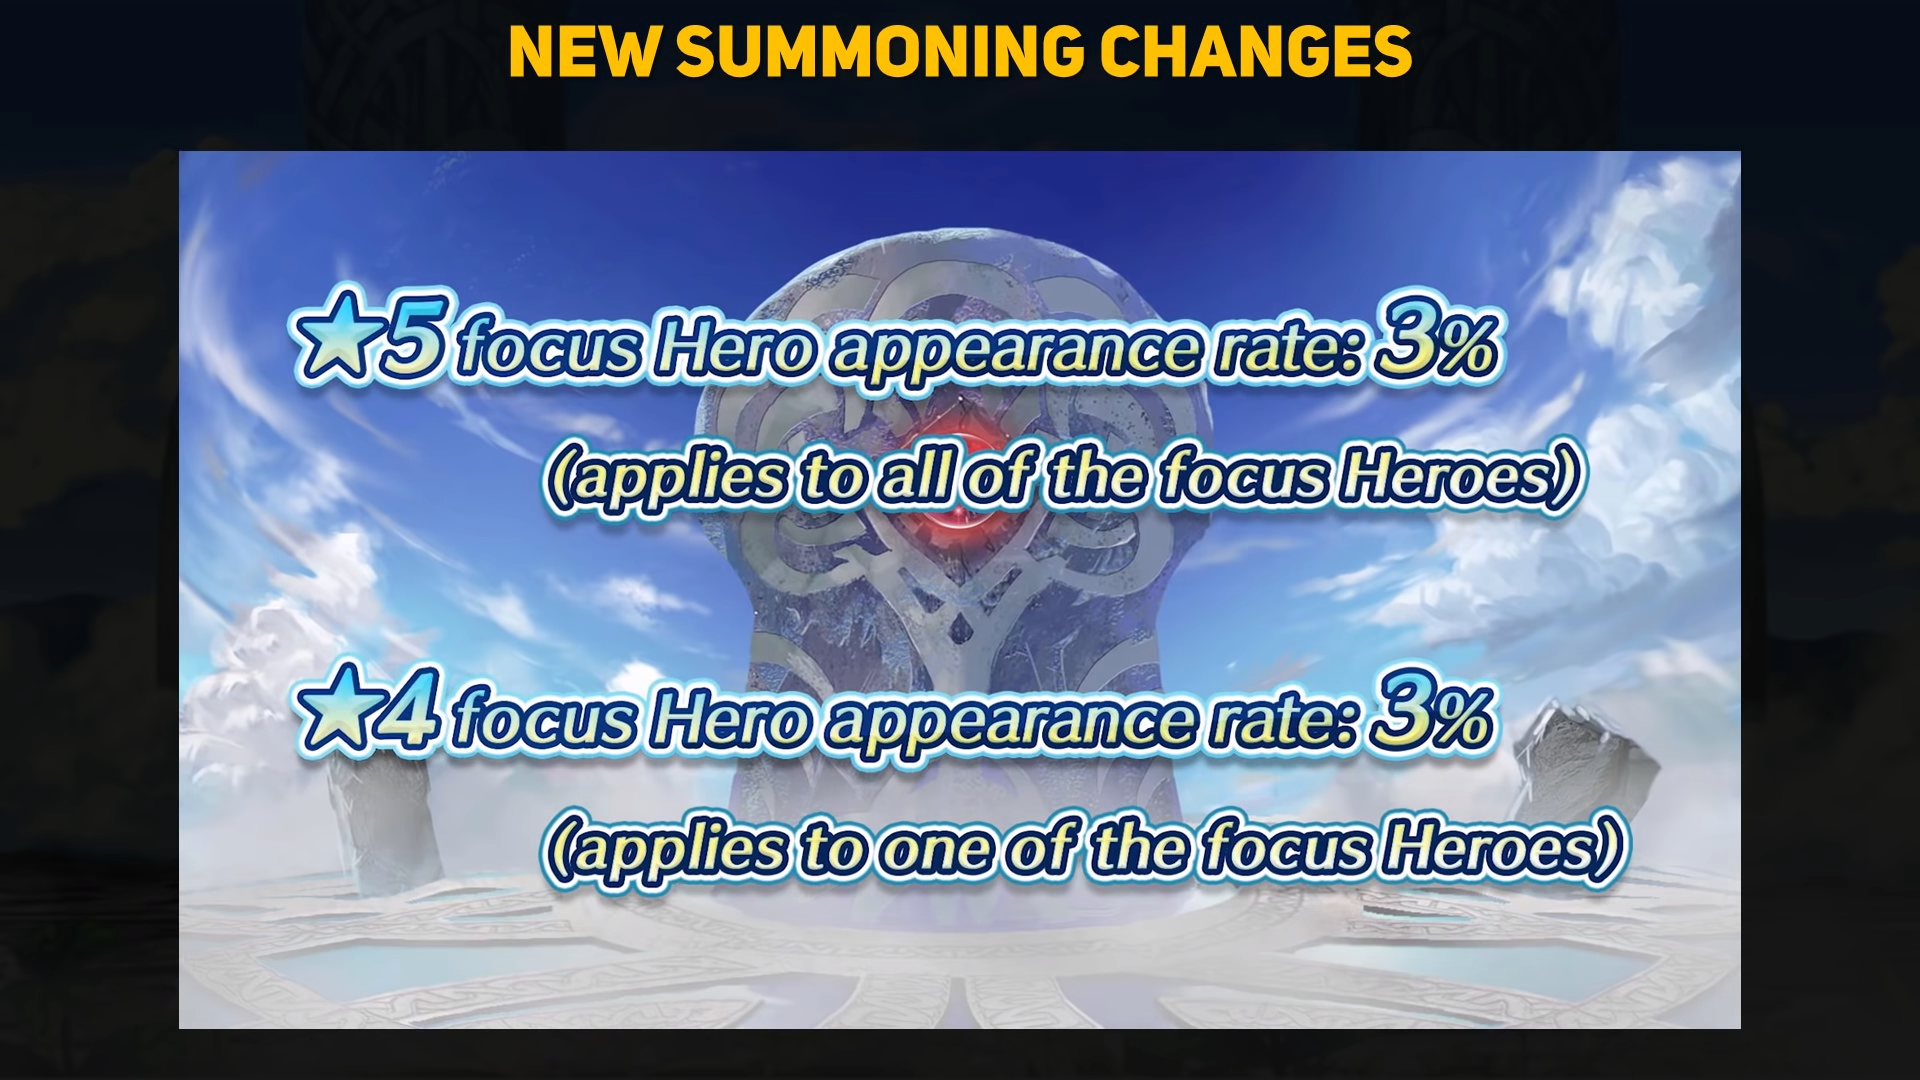 NEW SUMMONING CHANGES
★5 focus Hero appearance rate: 3%
(applies to all of the focus Heroes)
★4 focus Hero appearance rate: 3%
(applies to one of the focus Heroes)